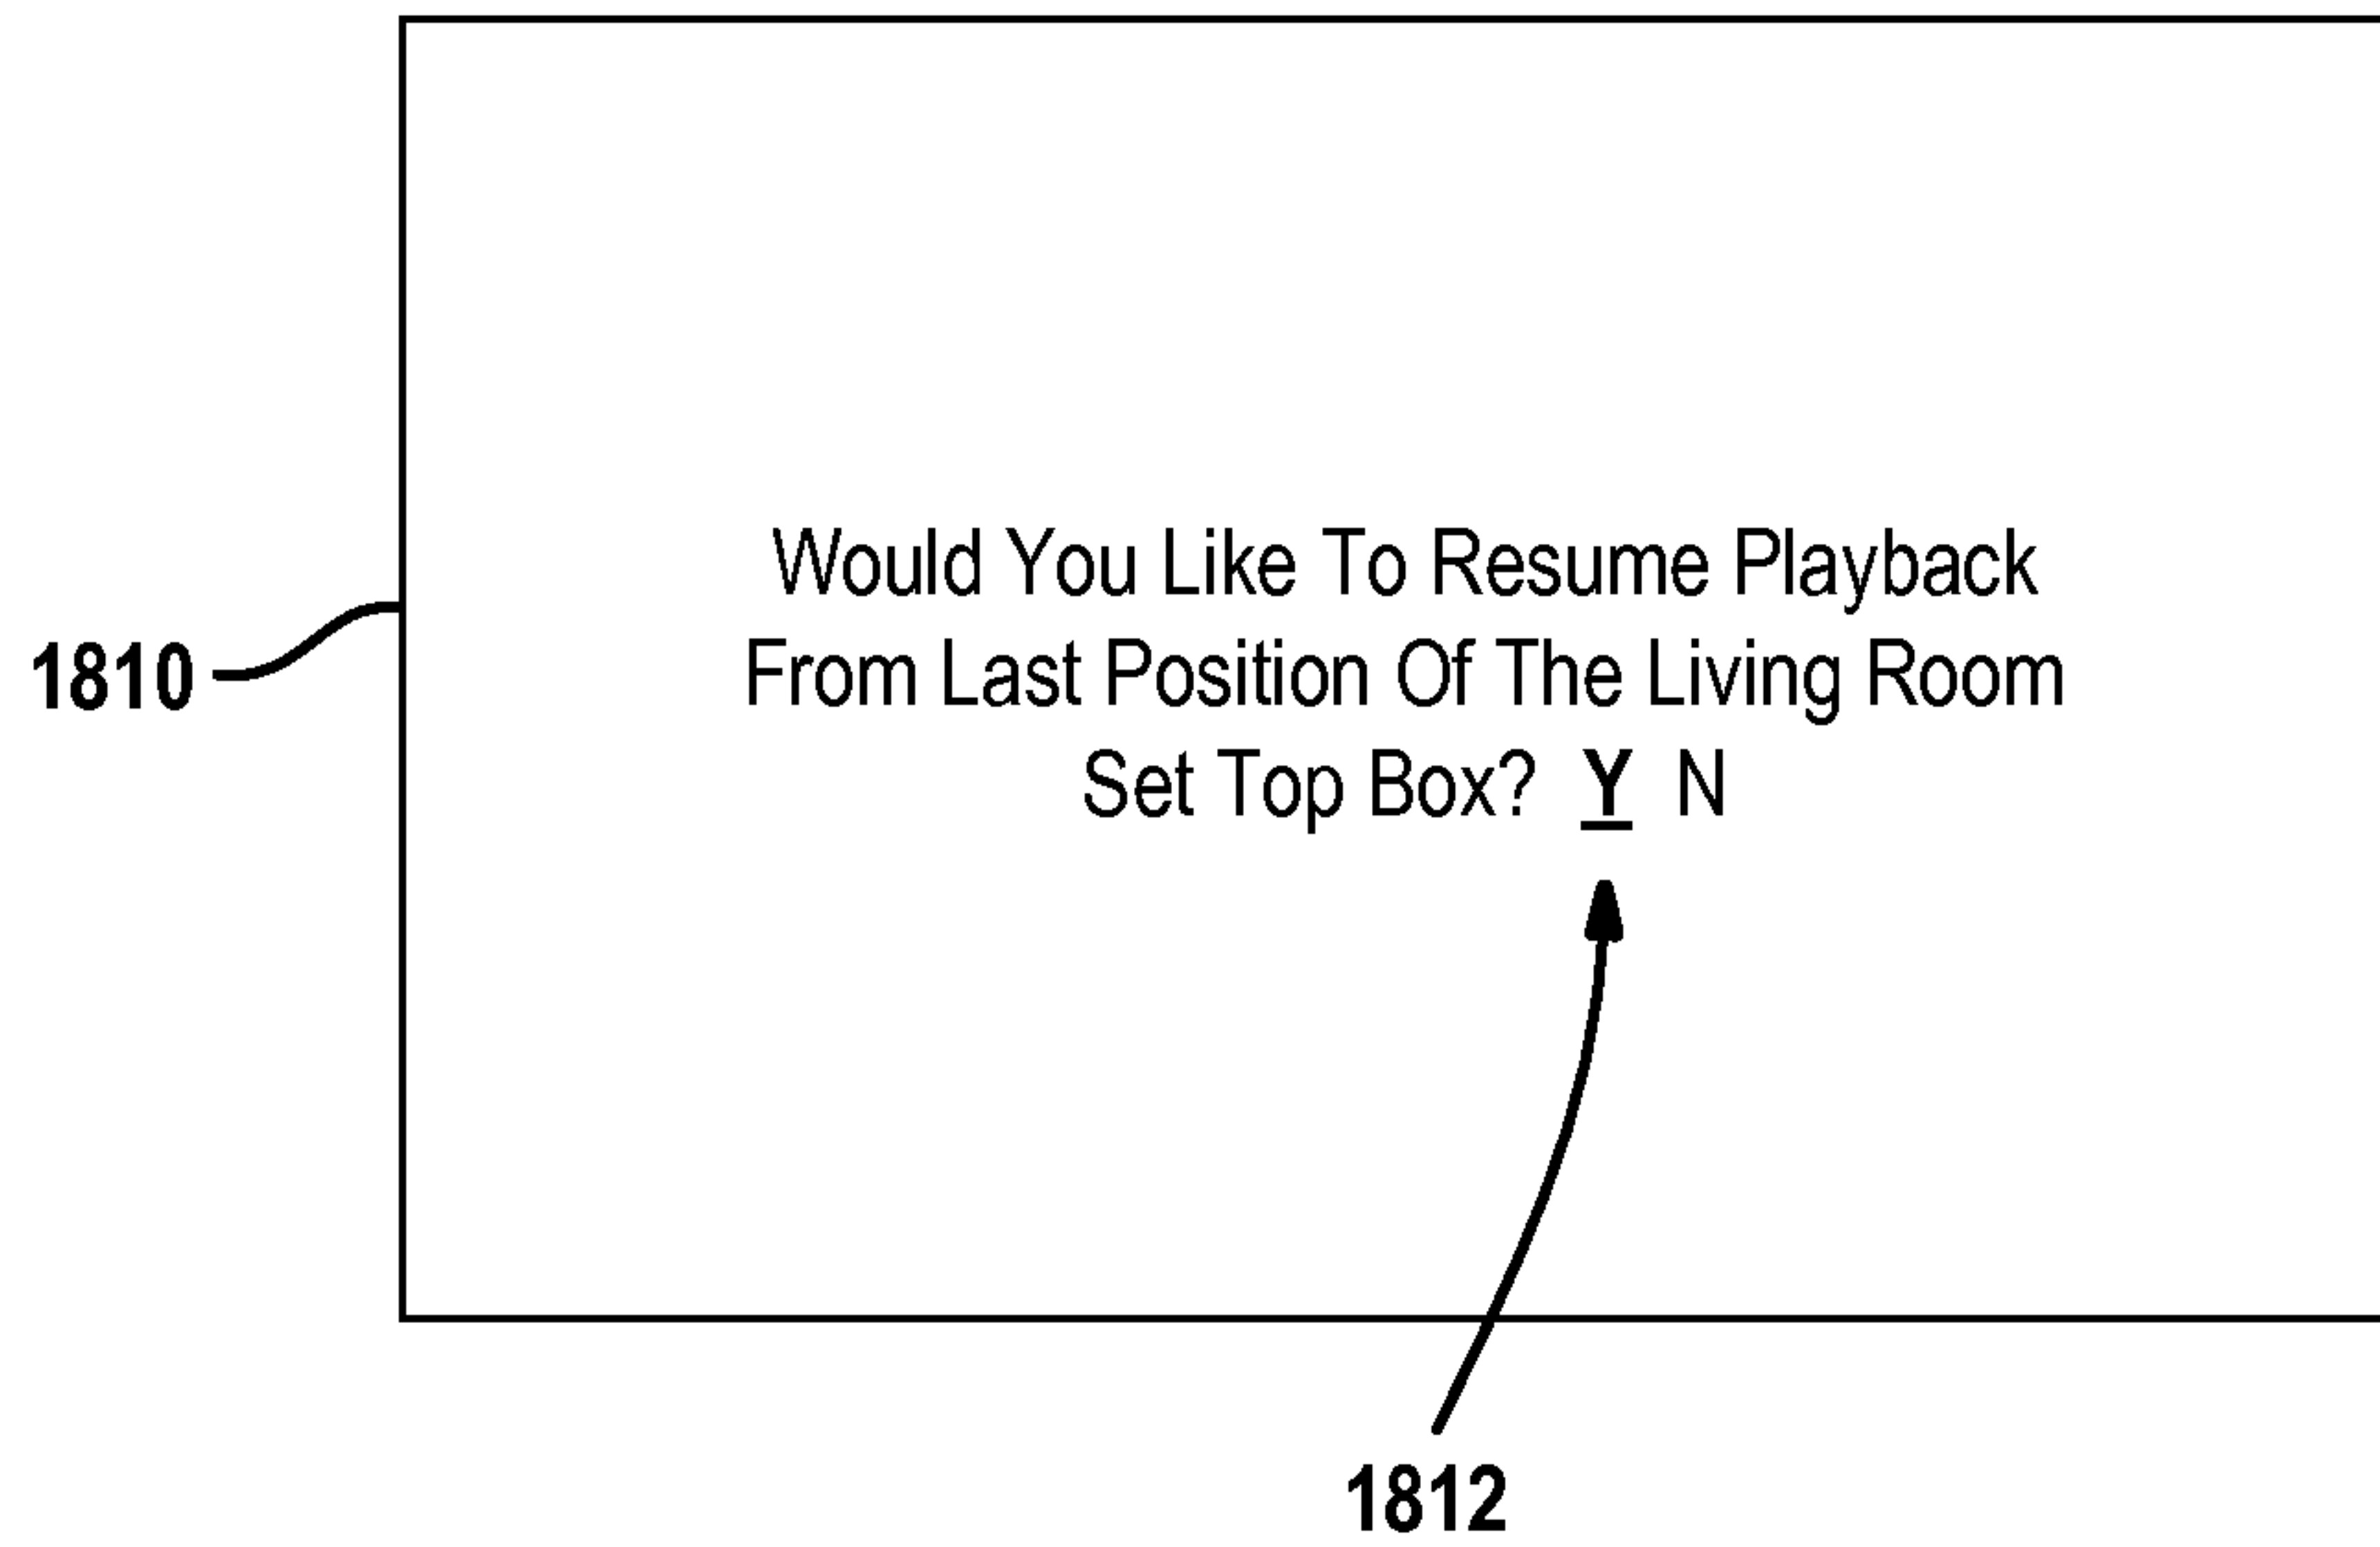 Would You Like To Resume Playback
From Last Position Of The Living Room
Set Top Box? Y N
1810
1812